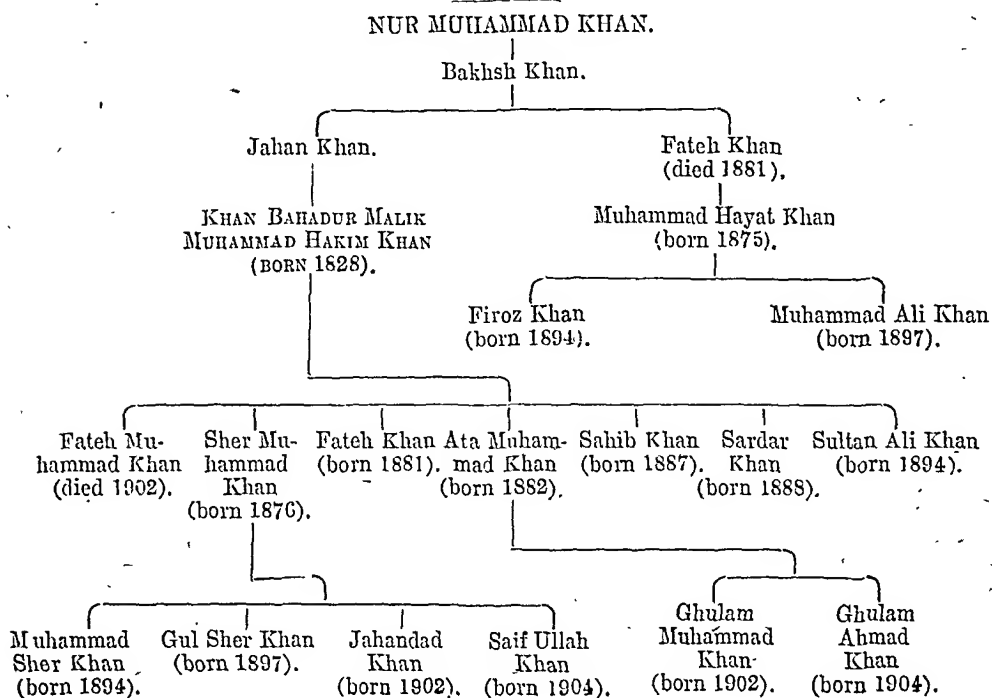 NUR MUHAMMAD KHAN.
Bakhsh Khan.
Jahan Khan.
Fateh Khan
(died 1881).
KHAN BAHADUR MALIK
MUHAMMAD HAKIM KHAN
(BORN 1828).
Muhammad Hayat Khan
(born 1875).
Firoz Khan
(born 1894).
Muhammad Ali Khan
(born 1897).
Fateh Mu-
hammad Khan
(died 1902).
Sher Mu-
hammad
Khan
(born 1876).
Fateh Khan
(born 1881).
Ata Muham-
mad Khan
(born 1882).
Sahib Khan
(born 1887).
Sardar
Khan
(born 1888).
Sultan Ali Khan
(born 1894).
Muhammad
Sher Khan
(born 1894).
Gul Sher Khan
(born 1897).
Jahandad
Khan
(born 1902).
Saif Ullah
Khan
(born 1904).
Ghulam
Muhammad
Khan
(born 1902).
Ghulam
Ahmad
Khan
(born 1904).